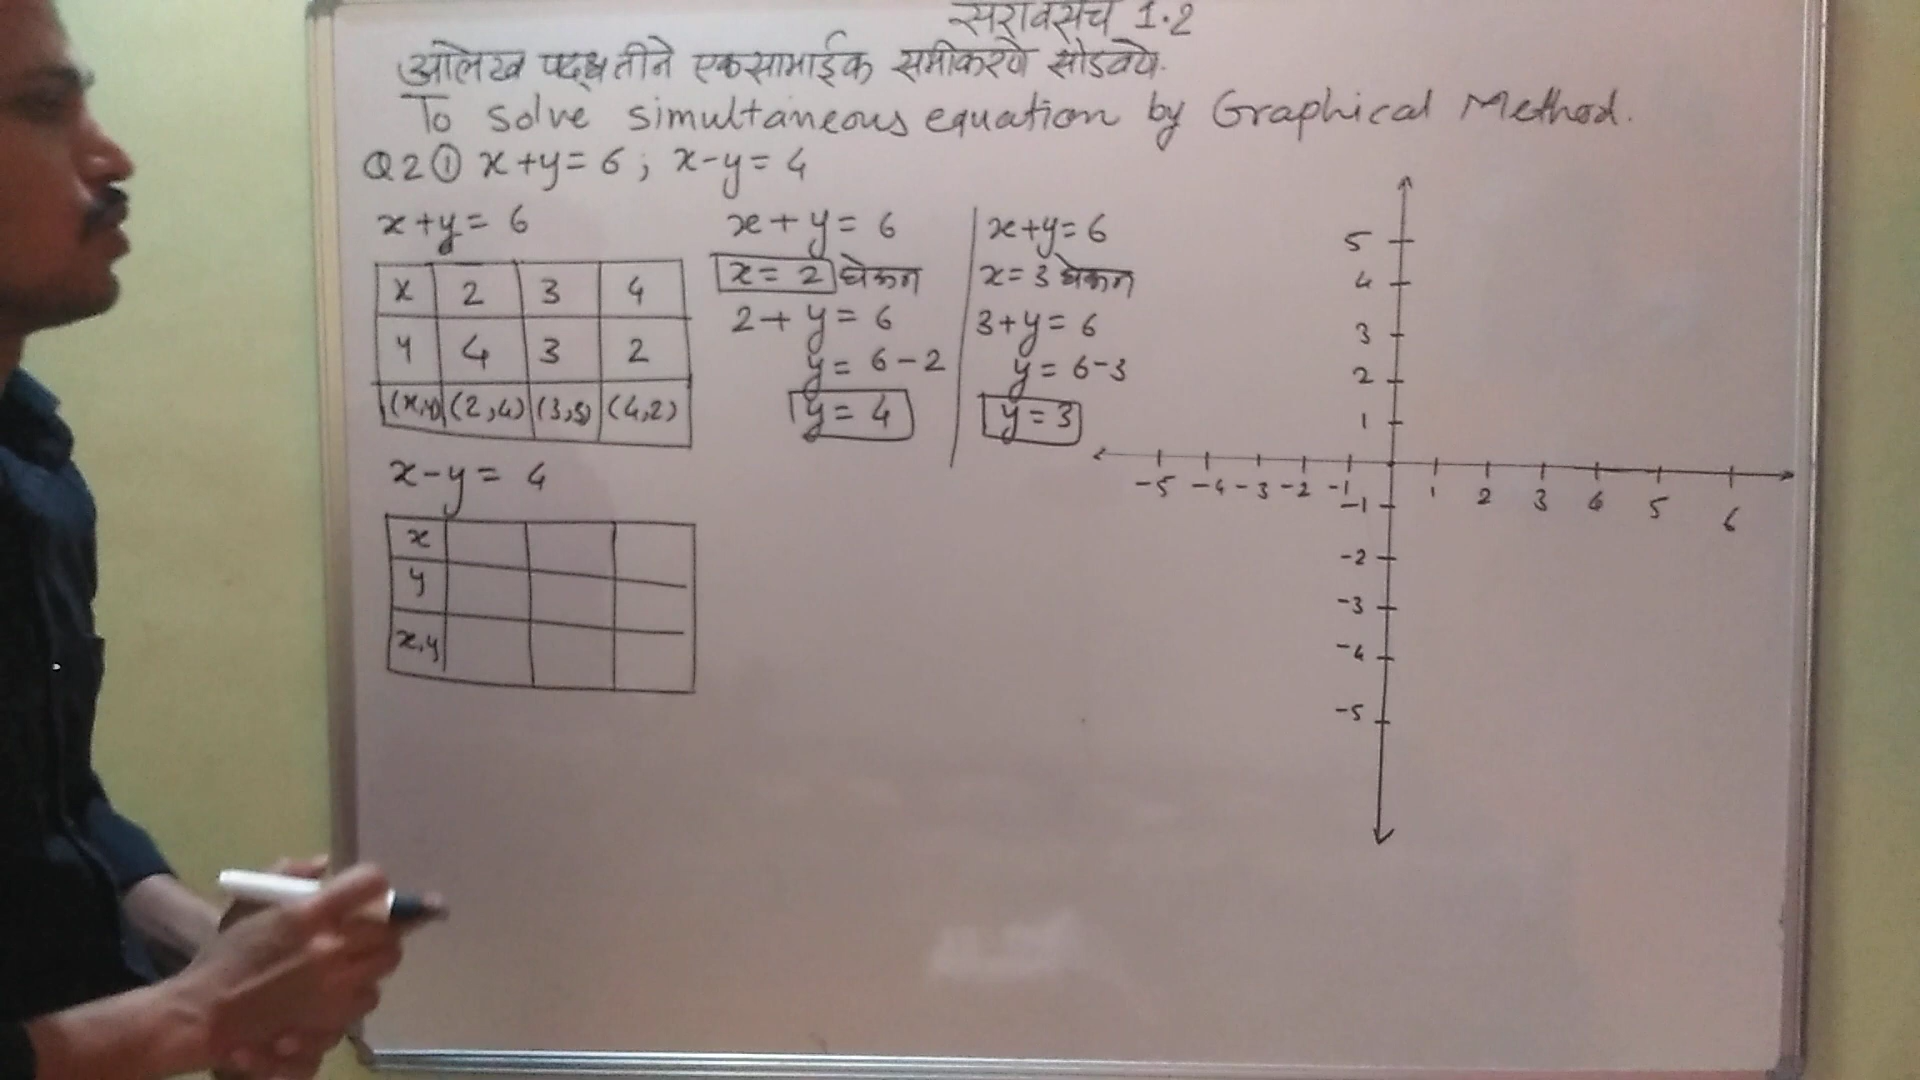 सरावसंच 1.2
आलेख पद्धतीने एकसामाईक समीकरणे सोडवणे.
To solve simultaneous equation by Graphical Method.
Q2① x+y=6; x-y=4
x+y=6
x 2 3 4
y 4 3 2
(x,y) (2,4) (3,3) (4,2)
x+y=6
x=2 घेऊन
2+y=6
y=6-2
y=4
x+y=6
x=3 घेऊन
3+y=6
y=6-3
y=3
x-y=4
x
y
x,y
5
4
3
2
1
-5 -4 -3 -2 -1 1 2 3 4 5 6
-1
-2
-3
-4
-5